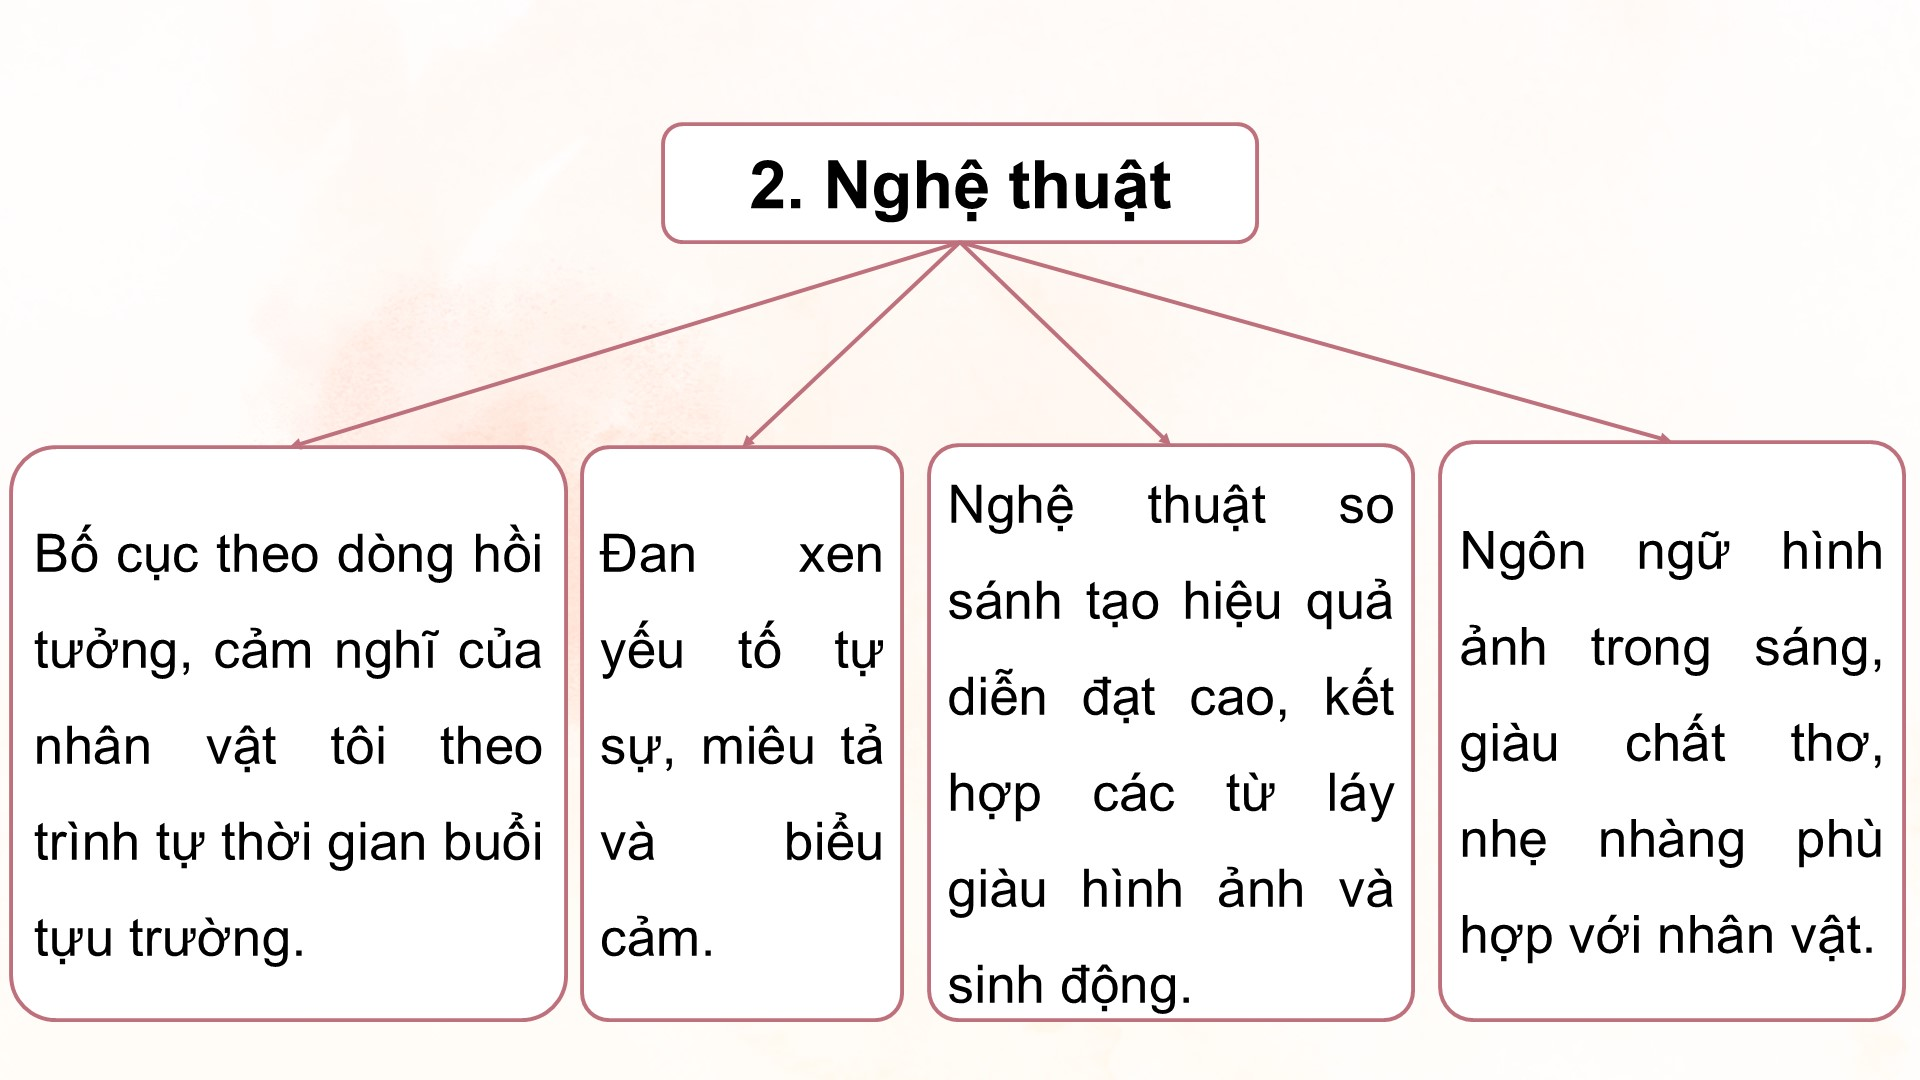 2. Nghệ thuật
Bố cục theo dòng hồi
tưởng, cảm nghĩ của
nhân vật tôi theo
trình tự thời gian buổi
tựu trường.
Đan xen
yếu tố tự
sự, miêu tả
và biểu
cảm.
Nghệ thuật so
sánh tạo hiệu quả
diễn đạt cao, kết
hợp các từ láy
giàu hình ảnh và
sinh động.
Ngôn ngữ hình
ảnh trong sáng,
giàu chất thơ,
nhẹ nhàng phù
hợp với nhân vật.